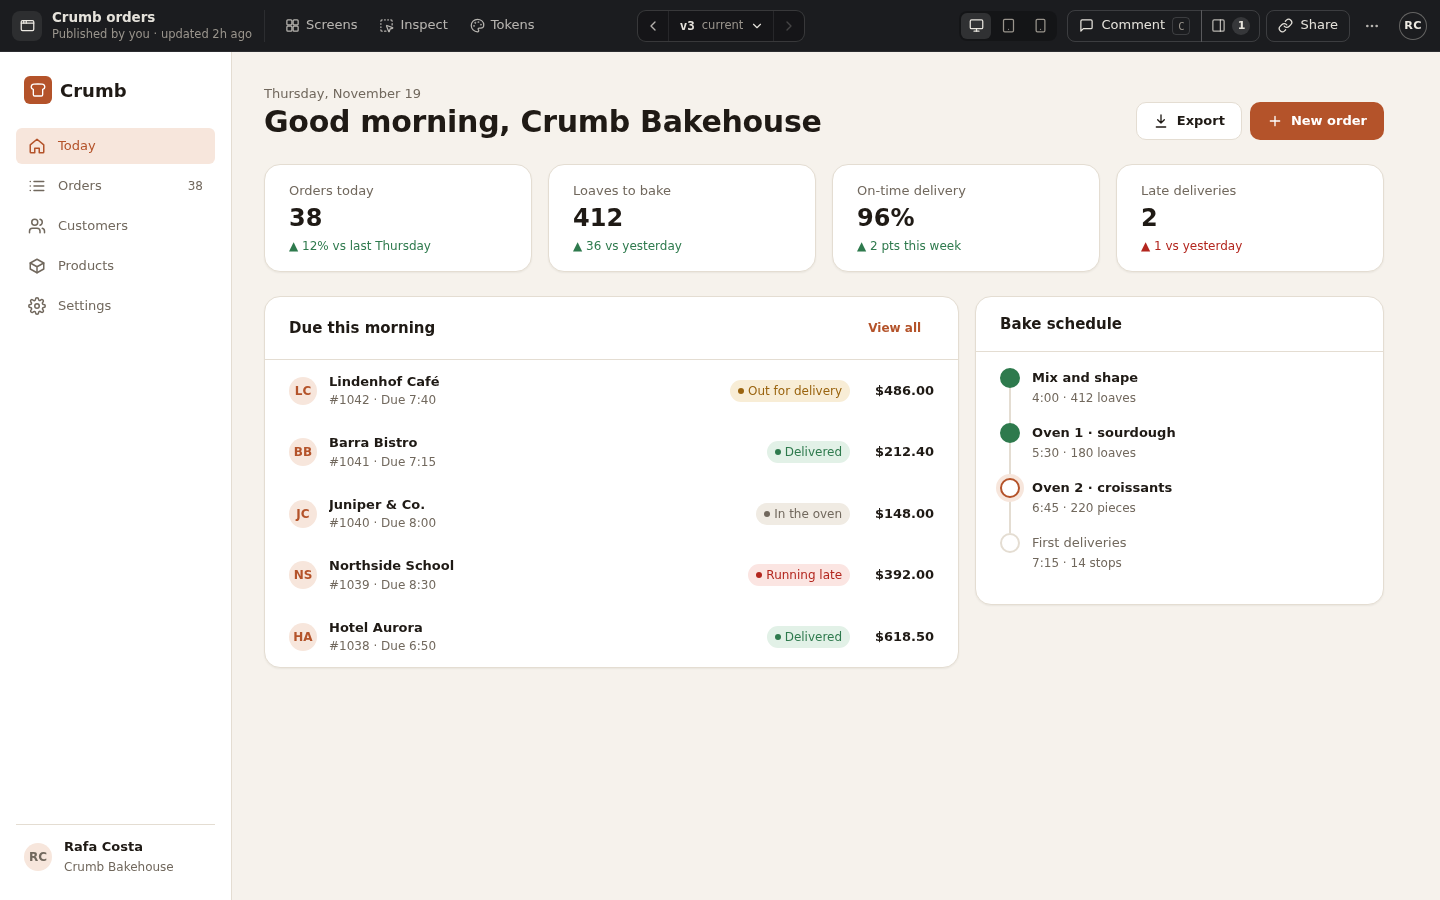 Crumb orders
Published by you · updated 2h ago
Screens
Inspect
Tokens
v3 current
Comment C
1
Share
RC
Crumb
Today
Orders 38
Customers
Products
Settings
RC
Rafa Costa
Crumb Bakehouse
Thursday, November 19
Good morning, Crumb Bakehouse
Export
New order
Orders today
38
▲ 12% vs last Thursday
Loaves to bake
412
▲ 36 vs yesterday
On-time delivery
96%
▲ 2 pts this week
Late deliveries
2
▲ 1 vs yesterday
Due this morning
View all
LC
Lindenhof Café
#1042 · Due 7:40
Out for delivery
$486.00
BB
Barra Bistro
#1041 · Due 7:15
Delivered
$212.40
JC
Juniper & Co.
#1040 · Due 8:00
In the oven
$148.00
NS
Northside School
#1039 · Due 8:30
Running late
$392.00
HA
Hotel Aurora
#1038 · Due 6:50
Delivered
$618.50
Bake schedule
Mix and shape
4:00 · 412 loaves
Oven 1 · sourdough
5:30 · 180 loaves
Oven 2 · croissants
6:45 · 220 pieces
First deliveries
7:15 · 14 stops